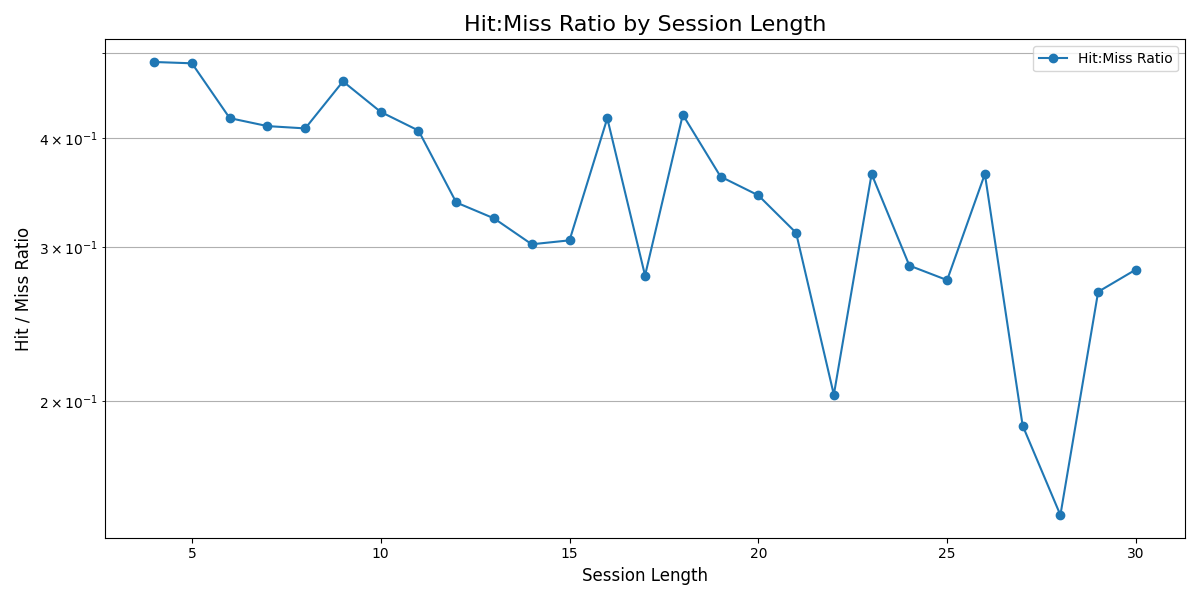 Hit:Miss Ratio by Session Length
Hit:Miss Ratio
4 × 10⁻¹
3 × 10⁻¹
2 × 10⁻¹
Hit / Miss Ratio
5 10 15 20 25 30
Session Length